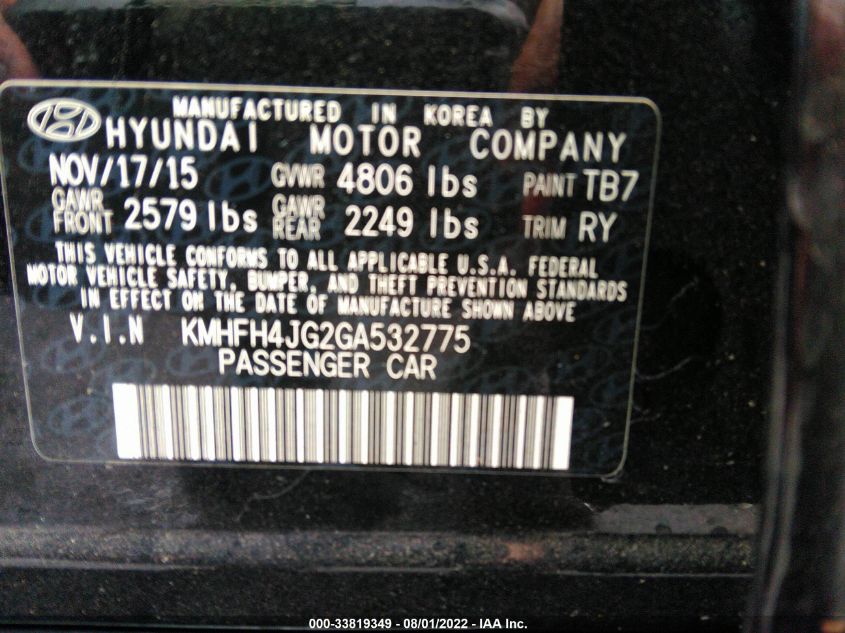 MANUFACTURED IN KOREA BY
HYUNDAI MOTOR COMPANY
NOV/17/15 GVWR 4806 lbs PAINT TB7
GAWR FRONT 2579 lbs GAWR REAR 2249 lbs TRIM RY
THIS VEHICLE CONFORMS TO ALL APPLICABLE U.S.A. FEDERAL
MOTOR VEHICLE SAFETY, BUMPER, AND THEFT PREVENTION STANDARDS
IN EFFECT ON THE DATE OF MANUFACTURE SHOWN ABOVE
V.I.N KMHFH4JG2GA532775
PASSENGER CAR
000-33819349 - 08/01/2022 - IAA Inc.